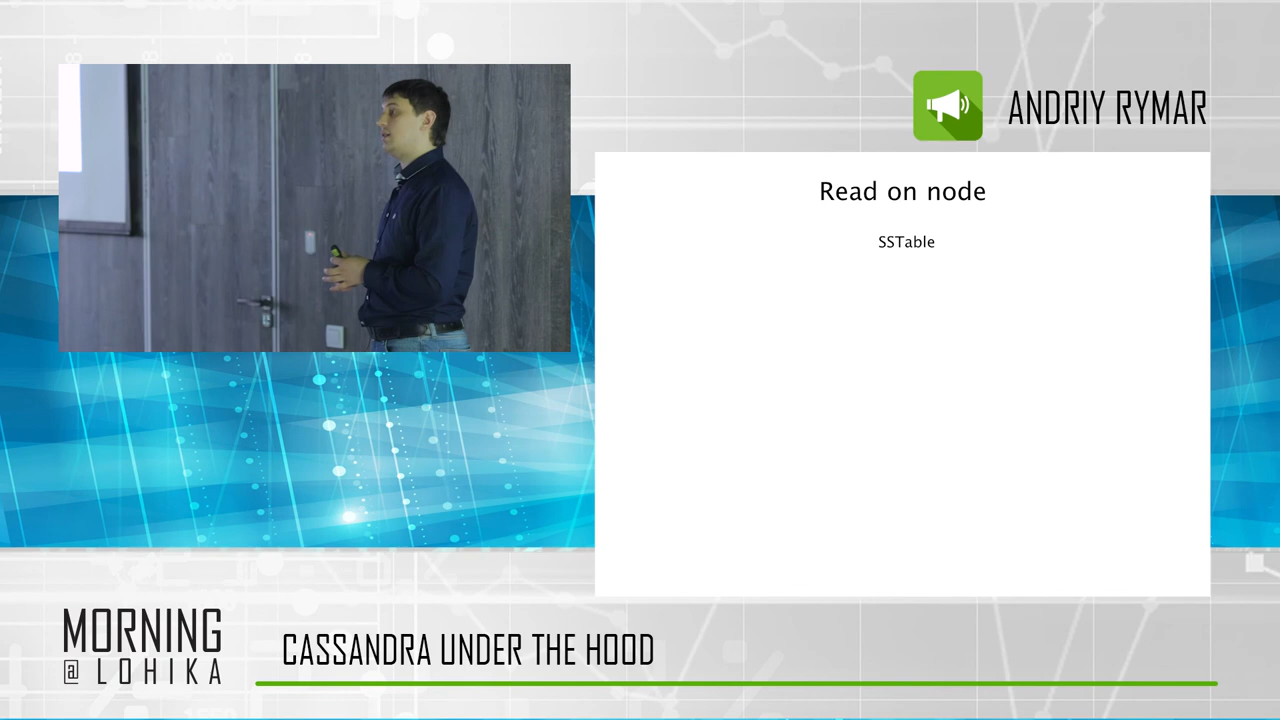 ANDRIY RYMAR
Read on node
SSTable
MORNING
@ LOHIKA
CASSANDRA UNDER THE HOOD